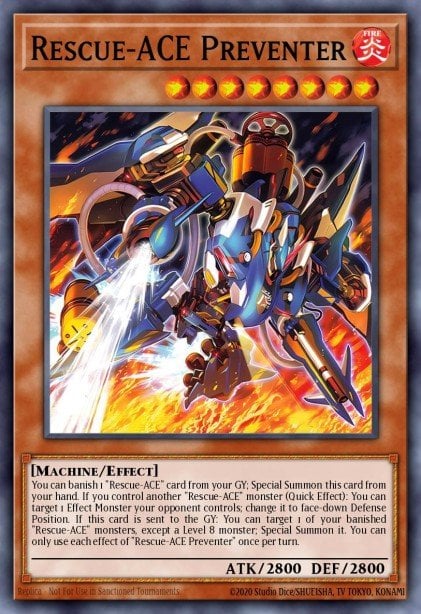 Rescue-ACE Preventer
FIRE
炎
[Machine/Effect]
You can banish 1 "Rescue-ACE" card from your GY; Special Summon this card from
your hand. If you control another "Rescue-ACE" monster (Quick Effect): You can
target 1 Effect Monster your opponent controls; change it to face-down Defense
Position. If this card is sent to the GY: You can target 1 of your banished
"Rescue-ACE" monsters, except a Level 8 monster; Special Summon it. You can
only use each effect of "Rescue-ACE Preventer" once per turn.
ATK/2800 DEF/2800
Replica - Not For Use in Sanctioned Tournaments
©2020 Studio Dice/SHUEISHA, TV TOKYO, KONAMI